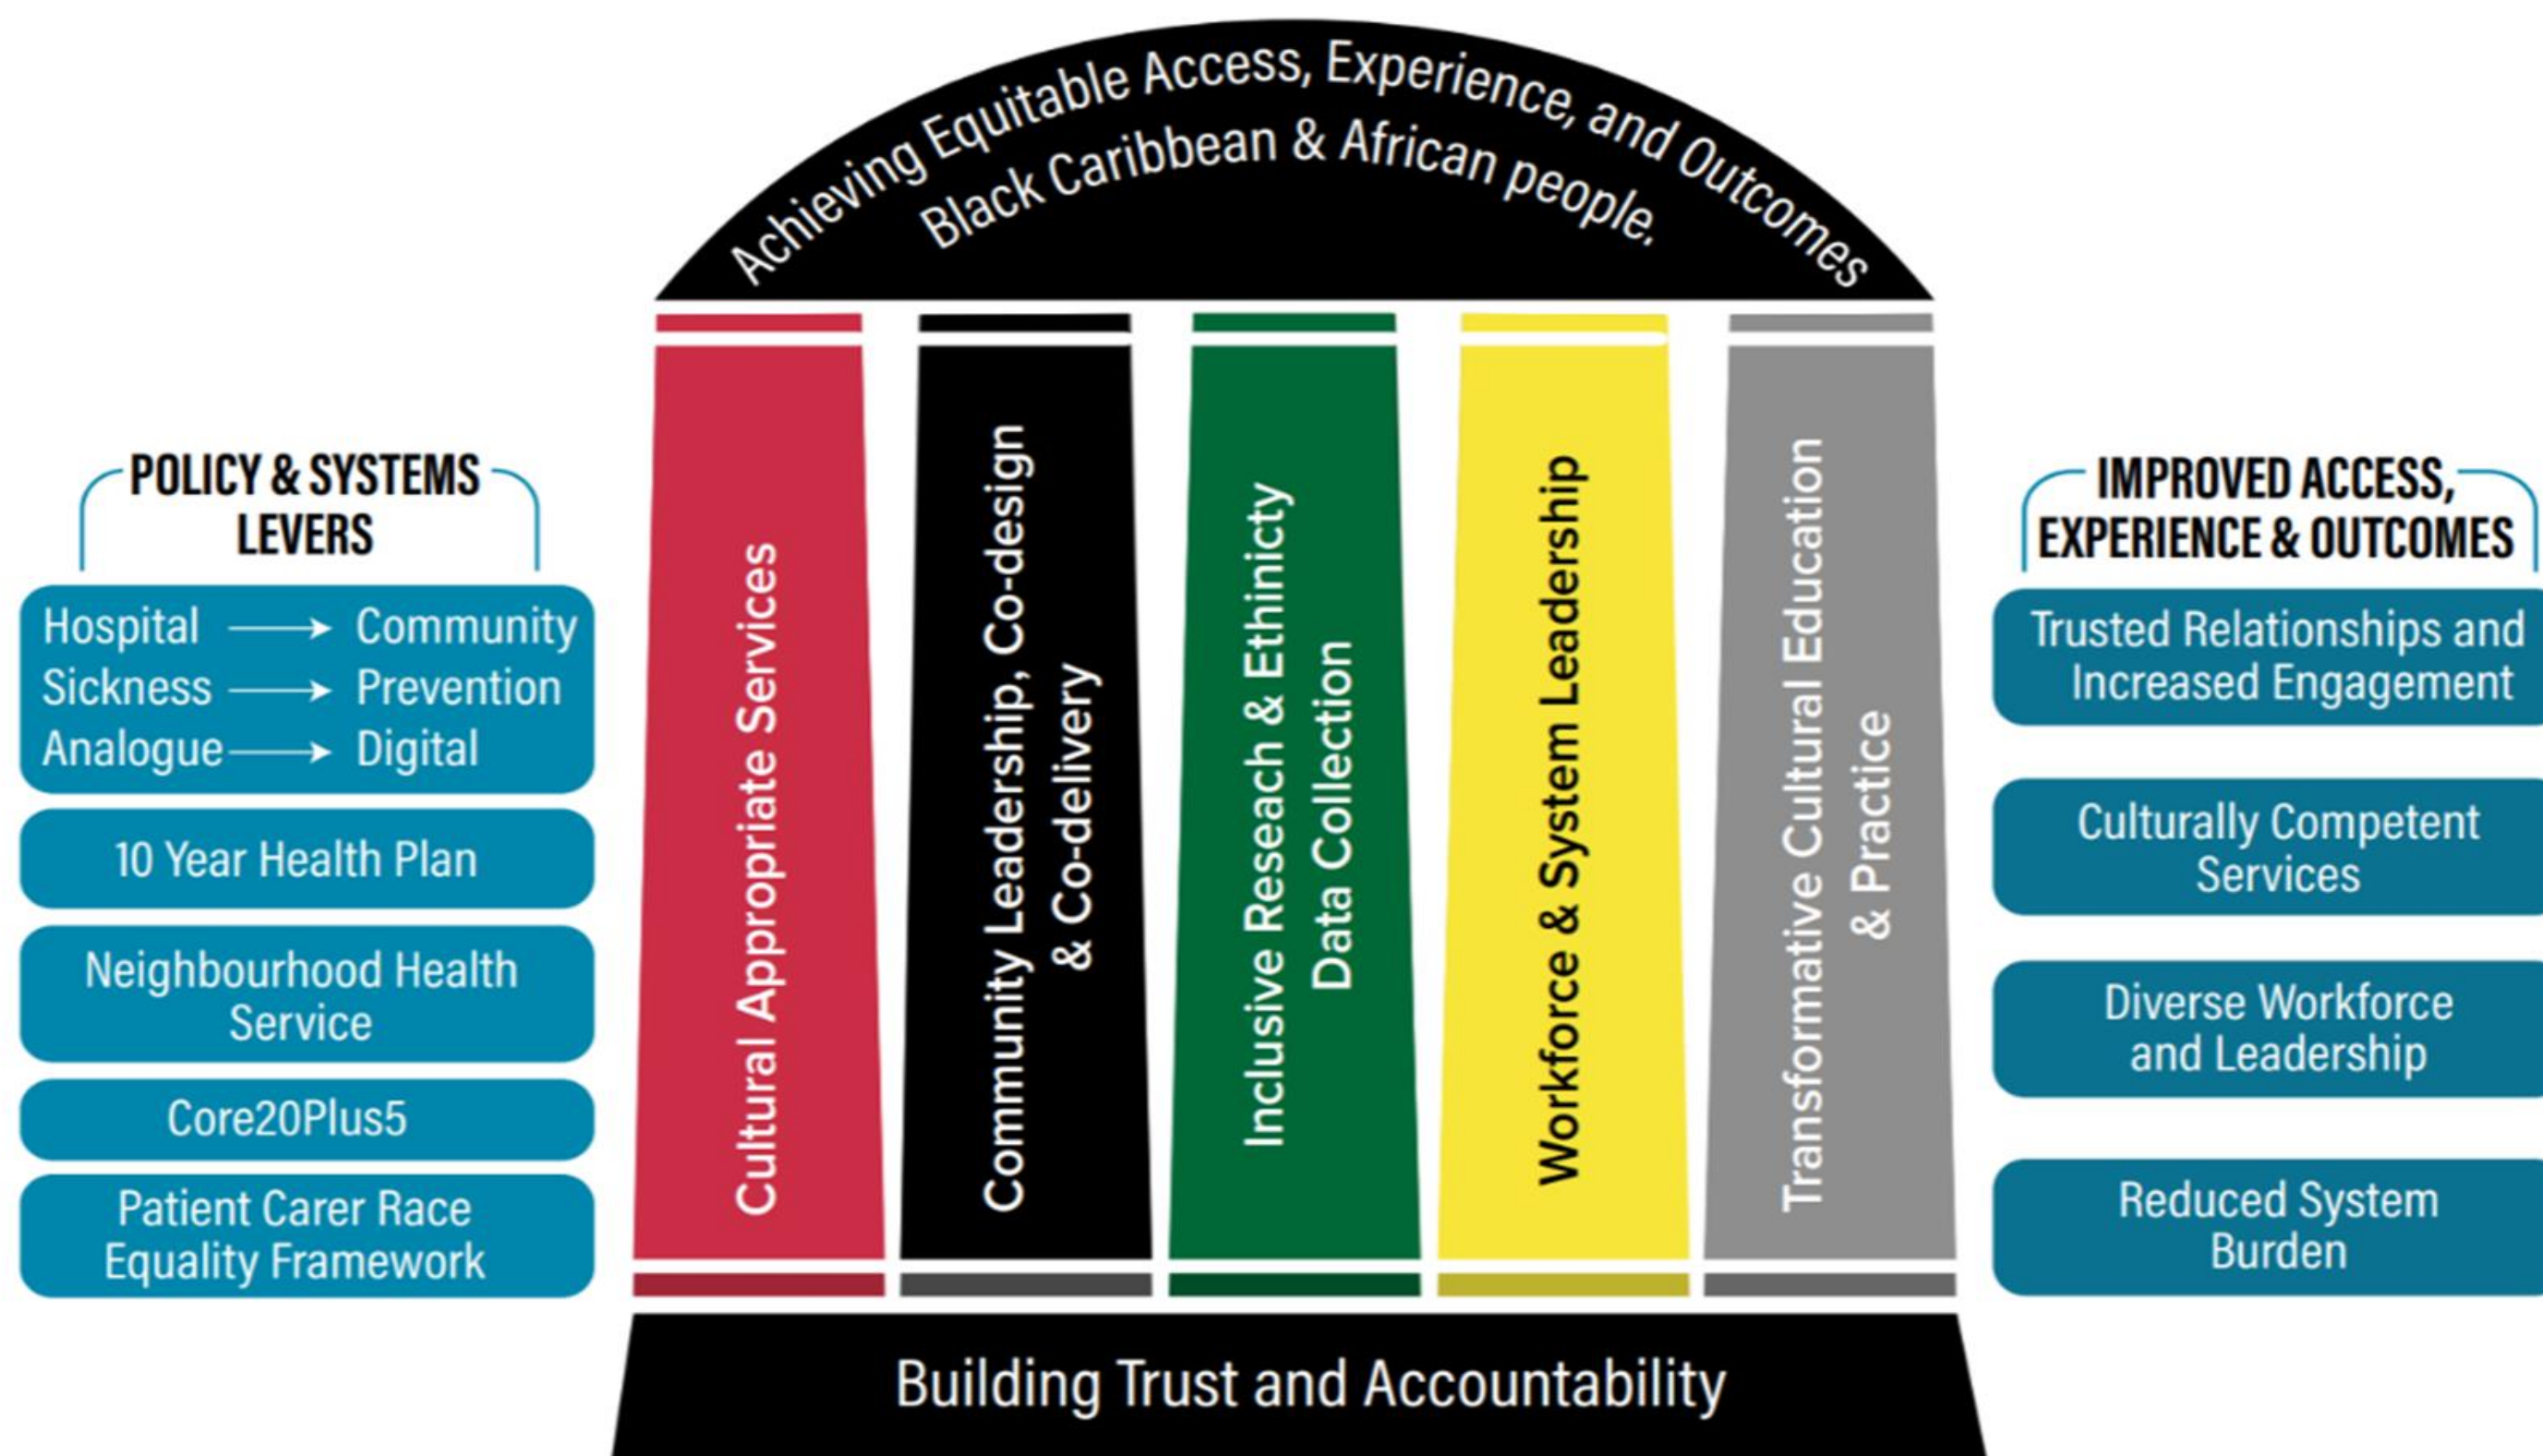 Achieving Equitable Access, Experience, and Outcomes
Black Caribbean & African people.
POLICY & SYSTEMS
LEVERS
Hospital → Community
Sickness → Prevention
Analogue → Digital
10 Year Health Plan
Neighbourhood Health
Service
Core20Plus5
Patient Carer Race
Equality Framework
Cultural Appropriate Services
Community Leadership, Co-design
& Co-delivery
Inclusive Reseach & Ethinicty
Data Collection
Workforce & System Leadership
Transformative Cultural Education
& Practice
IMPROVED ACCESS,
EXPERIENCE & OUTCOMES
Trusted Relationships and
Increased Engagement
Culturally Competent
Services
Diverse Workforce
and Leadership
Reduced System
Burden
Building Trust and Accountability